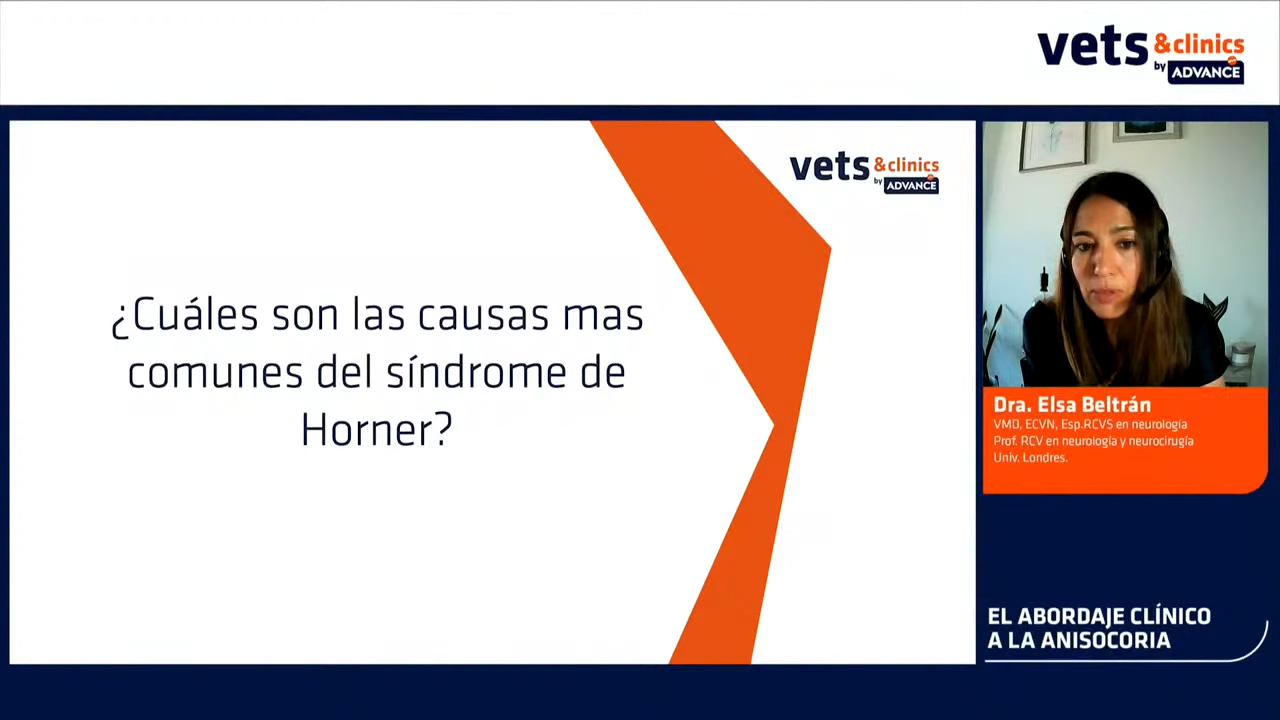 vets &clinics
by ADVANCE
vets &clinics
by ADVANCE
¿Cuáles son las causas mas
comunes del síndrome de
Horner?
Dra. Elsa Beltrán
VMD, ECVN, Esp.RCVS en neurología
Prof. RCV en neurología y neurocirugía
Univ. Londres.
EL ABORDAJE CLÍNICO
A LA ANISOCORIA